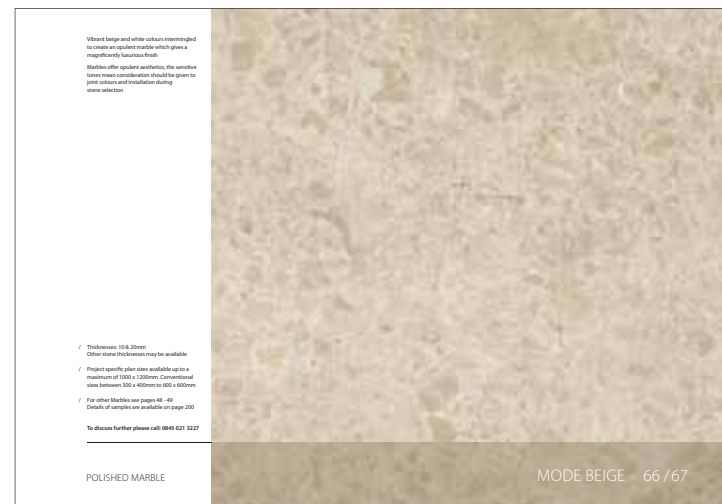 Vibrant beige and white colours intermingled
to create an opulent marble which gives a
magnificently luxurious finish
Marbles offer opulent aesthetics, the sensitive
tones mean consideration should be given to
joint colours and installation during
stone selection
/ Thicknesses: 10 & 20mm
Other stone thicknesses may be available
/ Project specific plan sizes available up to a
maximum of 1000 x 1200mm. Conventional
sizes between 300 x 400mm to 600 x 600mm
/ For other Marbles see pages 48 - 49
Details of samples are available on page 200
To discuss further please call: 0845 021 3227
POLISHED MARBLE
MODE BEIGE 66 / 67